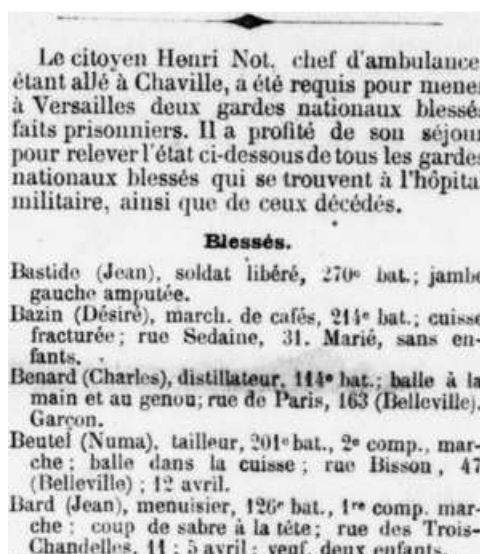 Le citoyen Henri Not, chef d'ambulance
étant allé à Chaville, a été requis pour mener
à Versailles deux gardes nationaux blessés
faits prisonniers. Il a profité de son séjour
pour relever l'état ci-dessous de tous les gardes
nationaux blessés qui se trouvent à l'hôpital
militaire, ainsi que de ceux décédés.
Blessés.
Bastide (Jean), soldat libéré, 270e bat.; jambe
gauche amputée.
Bazin (Désiré), march. de cafés, 214e bat.; cuisse
fracturée; rue Sedaine, 31. Marié, sans en-
fants.
Benard (Charles), distillateur, 114e bat.; balle à la
main et au genou; rue de Paris, 163 (Belleville).
Garçon.
Beutel (Numa), tailleur, 201e bat., 2e comp., mar-
che; balle dans la cuisse; rue Bisson, 47
(Belleville); 12 avril.
Bard (Jean), menuisier, 126e bat., 1re comp. mar-
che; coup de sabre à la tête; rue des Trois-
Chandelles, 11; 5 avril; veuf, deux enfants.